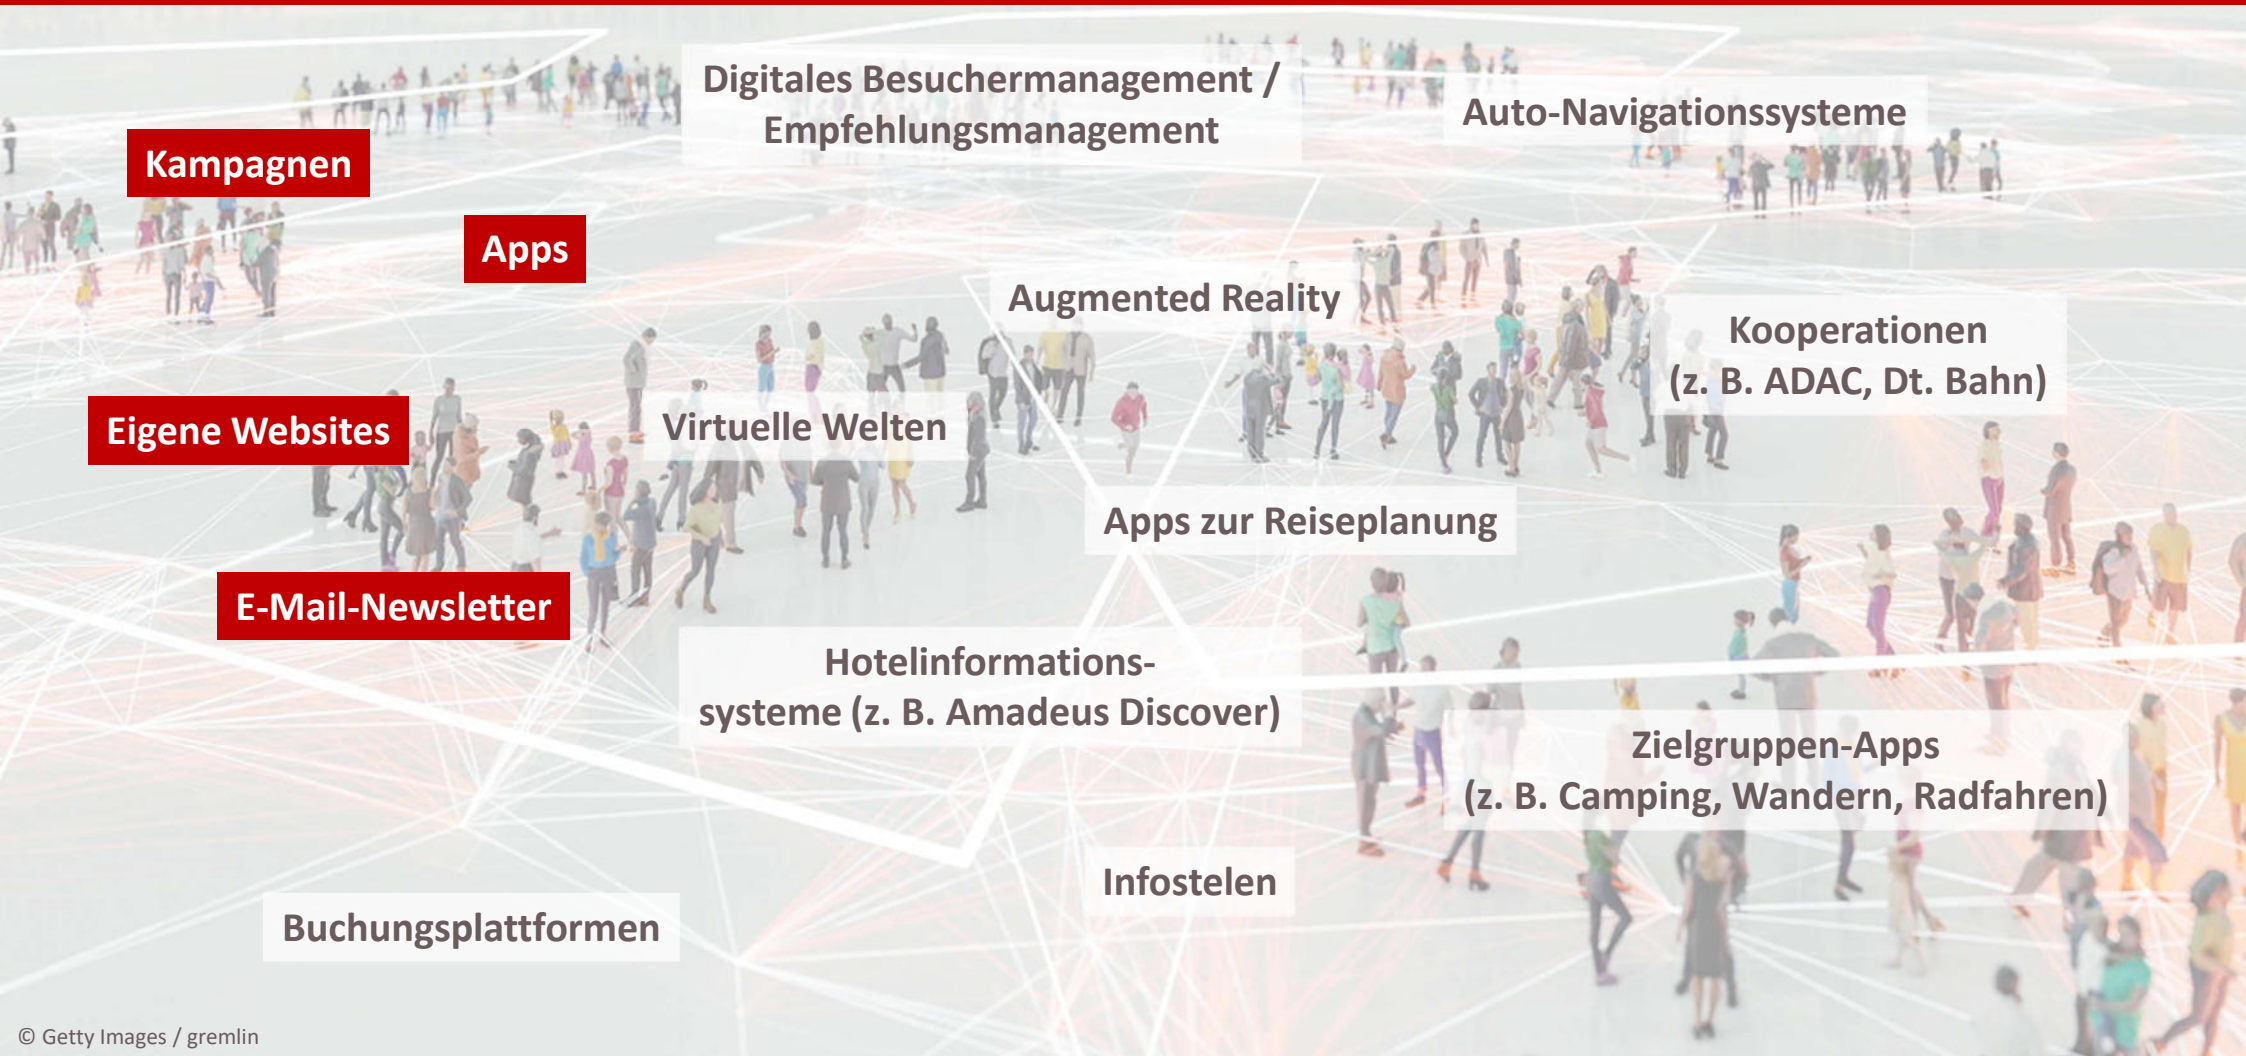 Digitales Besuchermanagement /
Empfehlungsmanagement
Auto-Navigationssysteme
Kampagnen
Apps
Augmented Reality
Kooperationen
(z. B. ADAC, Dt. Bahn)
Eigene Websites
Virtuelle Welten
Apps zur Reiseplanung
E-Mail-Newsletter
Hotelinformations-
systeme (z. B. Amadeus Discover)
Zielgruppen-Apps
(z. B. Camping, Wandern, Radfahren)
Infostelen
Buchungsplattformen
© Getty Images / gremlin